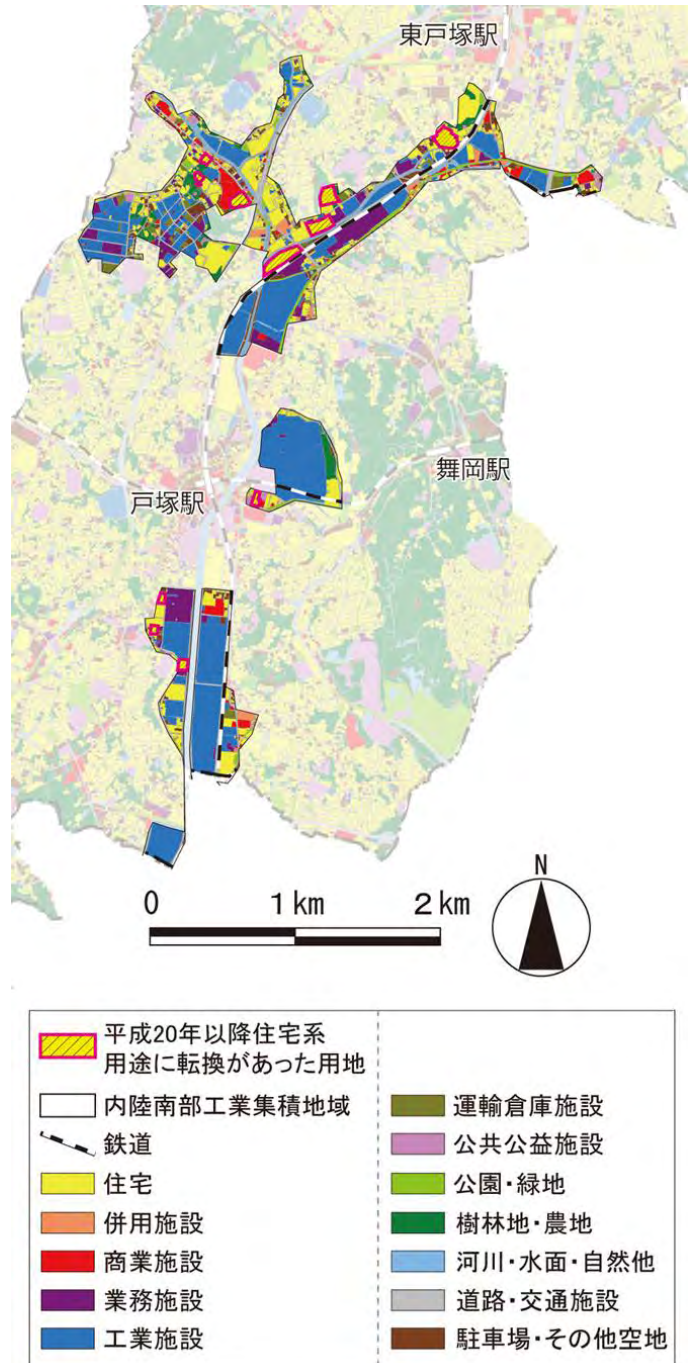 東戸塚駅
舞岡駅
戸塚駅
0 1km 2km
N
平成20年以降住宅系
用途に転換があった用地
内陸南部工業集積地域
鉄道
住宅
併用施設
商業施設
業務施設
工業施設
運輸倉庫施設
公共公益施設
公園・緑地
樹林地・農地
河川・水面・自然他
道路・交通施設
駐車場・その他空地